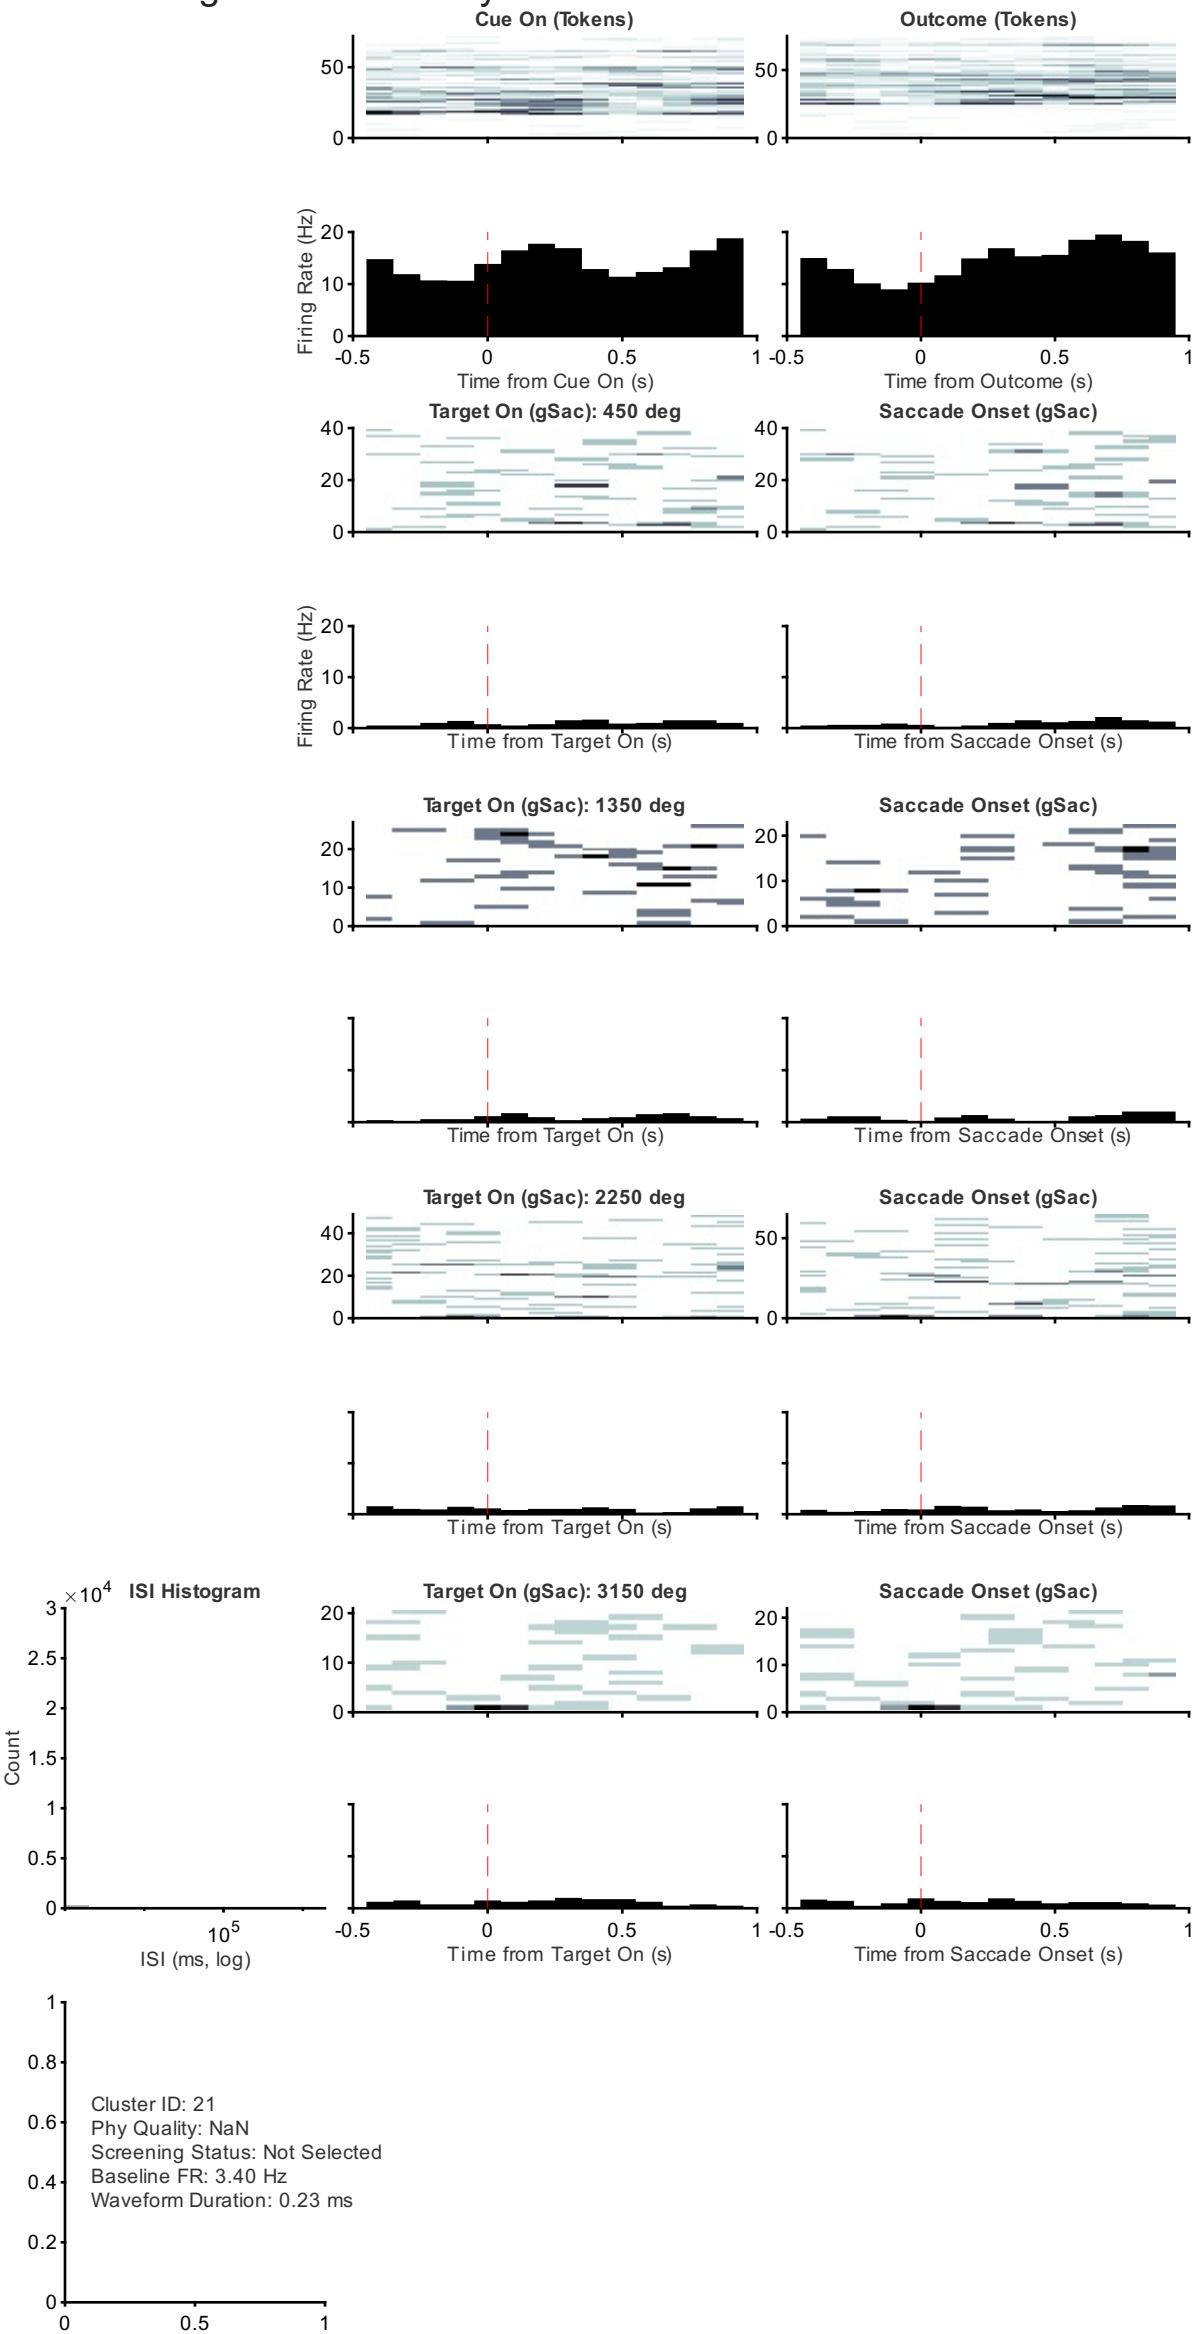 Cue On (Tokens)
Outcome (Tokens)
50
0
50
0
Firing Rate (Hz)
20
10
0
-0.5 0 0.5 1
-0.5 0 0.5 1
Time from Cue On (s)
Time from Outcome (s)
Target On (gSac): 450 deg
Saccade Onset (gSac)
40
20
0
40
20
0
Firing Rate (Hz)
20
10
0
Time from Target On (s)
Time from Saccade Onset (s)
Target On (gSac): 1350 deg
Saccade Onset (gSac)
20
10
0
20
10
0
Time from Target On (s)
Time from Saccade Onset (s)
Target On (gSac): 2250 deg
Saccade Onset (gSac)
40
20
0
50
0
Time from Target On (s)
Time from Saccade Onset (s)
×10⁴ ISI Histogram
Target On (gSac): 3150 deg
Saccade Onset (gSac)
3
2.5
2
1.5
1
0.5
0
Count
10⁵
ISI (ms, log)
20
10
0
20
10
0
-0.5 0 0.5 1
-0.5 0 0.5 1
Time from Target On (s)
Time from Saccade Onset (s)
1
0.8
0.6
0.4
0.2
0
0 0.5 1
Cluster ID: 21
Phy Quality: NaN
Screening Status: Not Selected
Baseline FR: 3.40 Hz
Waveform Duration: 0.23 ms